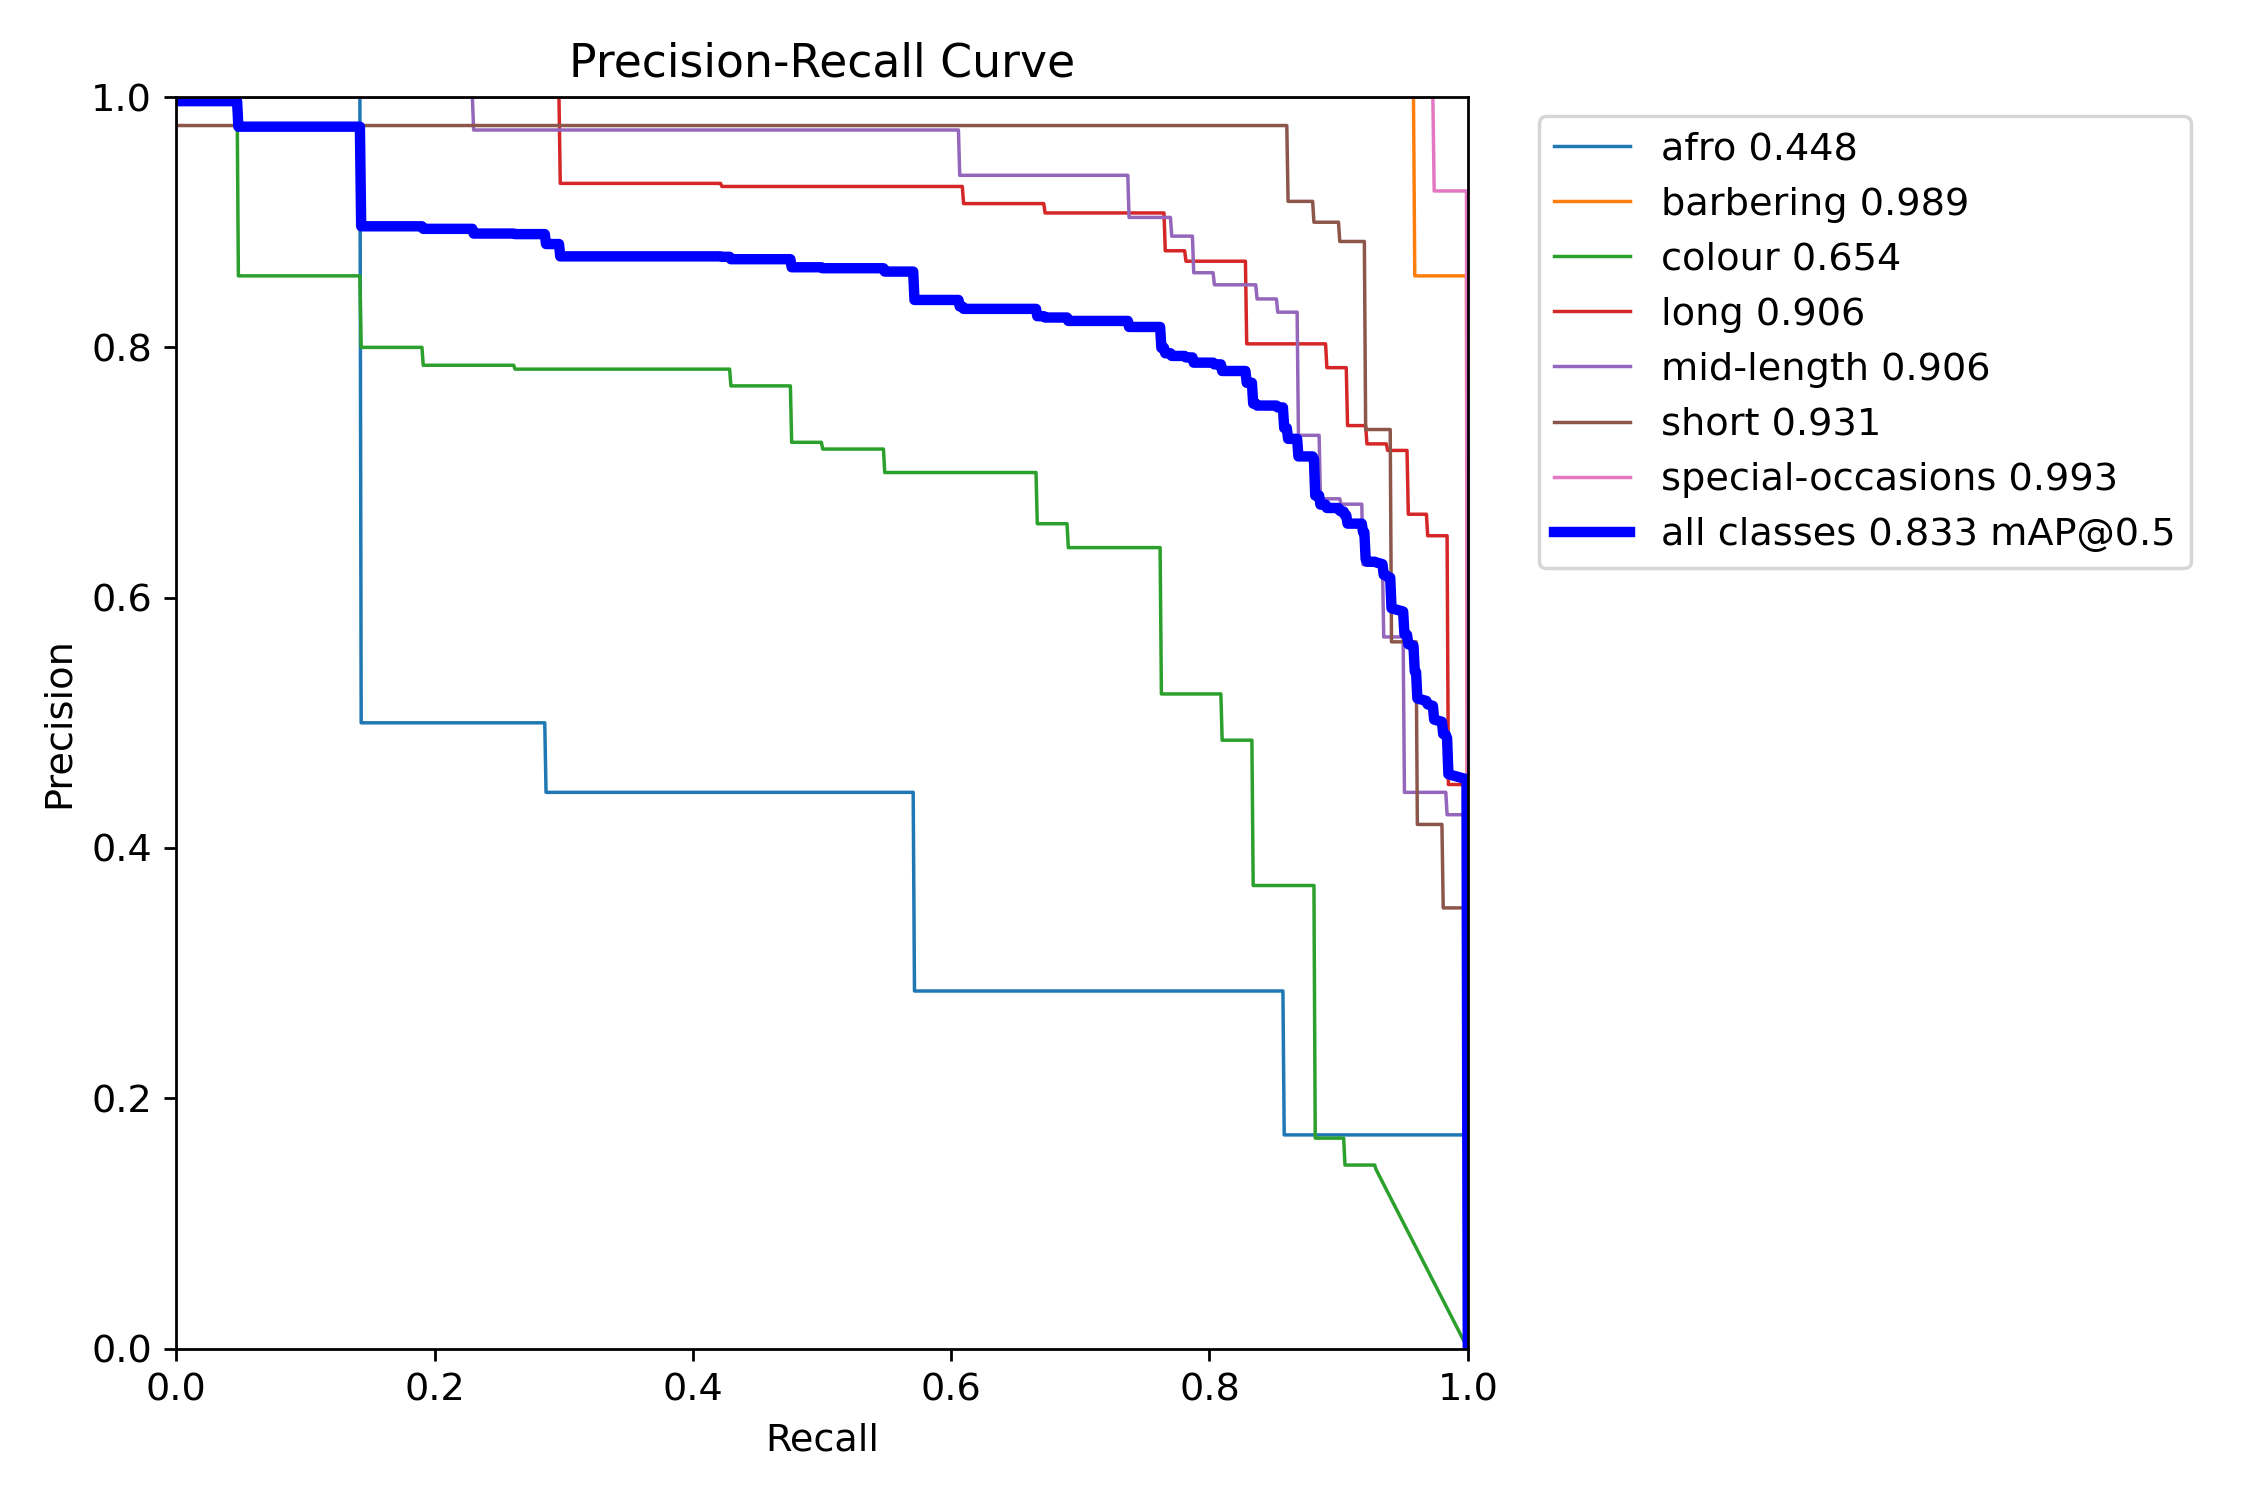 Precision-Recall Curve
1.0
0.8
0.6
0.4
0.2
0.0
Precision
0.0 0.2 0.4 0.6 0.8 1.0
Recall
afro 0.448
barbering 0.989
colour 0.654
long 0.906
mid-length 0.906
short 0.931
special-occasions 0.993
all classes 0.833 mAP@0.5